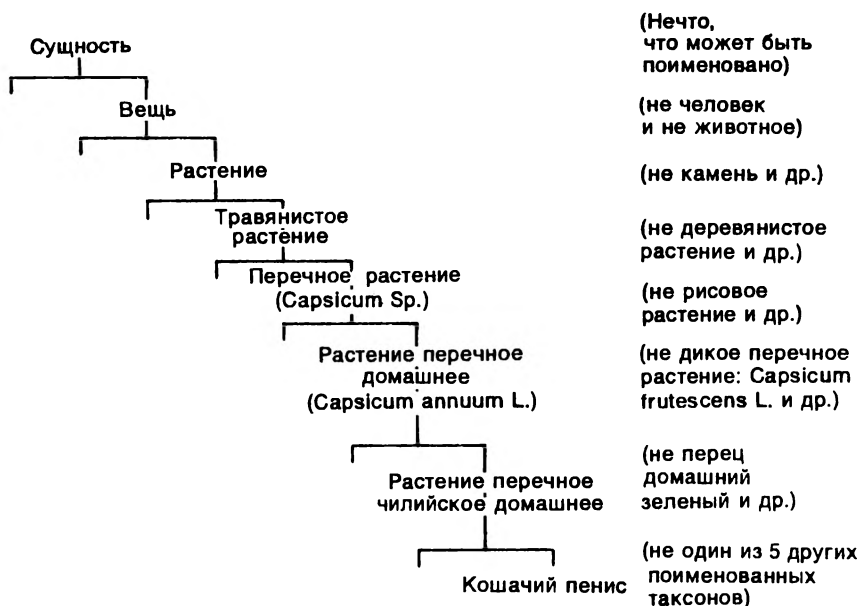 Сущность
(Нечто,
что может быть
поименовано)
Вещь
(не человек
и не животное)
Растение
(не камень и др.)
Травянистое
растение
(не деревянистое
растение и др.)
Перечное растение
(Capsicum Sp.)
(не рисовое
растение и др.)
Растение перечное
домашнее
(Capsicum annuum L.)
(не дикое перечное
растение: Capsicum
frutescens L. и др.)
Растение перечное
чилийское домашнее
(не перец
домашний
зеленый и др.)
Кошачий пенис
(не один из 5 других
поименованных
таксонов)